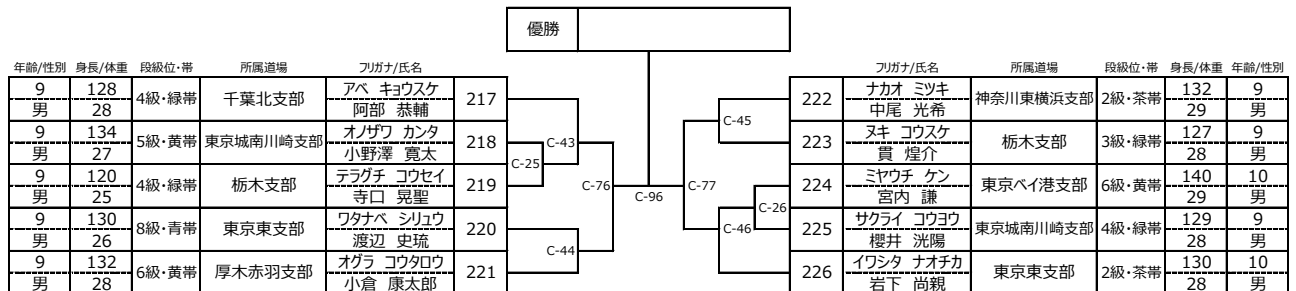 優勝
年齢/性別 身長/体重 段級位・帯 所属道場 フリガナ/氏名
フリガナ/氏名 所属道場 段級位・帯 身長/体重 年齢/性別
9 128 4級・緑帯 千葉北支部 アベ キョウスケ 217
男 28 阿部 恭輔
9 134 5級・黄帯 東京城南川崎支部 オノザワ カンタ 218
男 27 小野澤 寛太
9 120 4級・緑帯 栃木支部 テラグチ コウセイ 219
男 25 寺口 晃聖
9 130 8級・青帯 東京東支部 ワタナベ シリュウ 220
男 26 渡辺 史琉
9 132 6級・黄帯 厚木赤羽支部 オグラ コウタロウ 221
男 28 小倉 康太郎
C-43
C-25
C-76
C-44
C-96
C-45
C-77
C-26
C-46
222 ナカオ ミツキ 神奈川東横浜支部 2級・茶帯 132 9
中尾 光希 29 男
223 ヌキ コウスケ 栃木支部 3級・緑帯 127 9
貫 煌介 28 男
224 ミヤウチ ケン 東京ベイ港支部 6級・黄帯 140 10
宮内 謙 29 男
225 サクライ コウヨウ 東京城南川崎支部 4級・緑帯 129 9
櫻井 洸陽 28 男
226 イワシタ ナオチカ 東京東支部 2級・茶帯 130 10
岩下 尚親 28 男